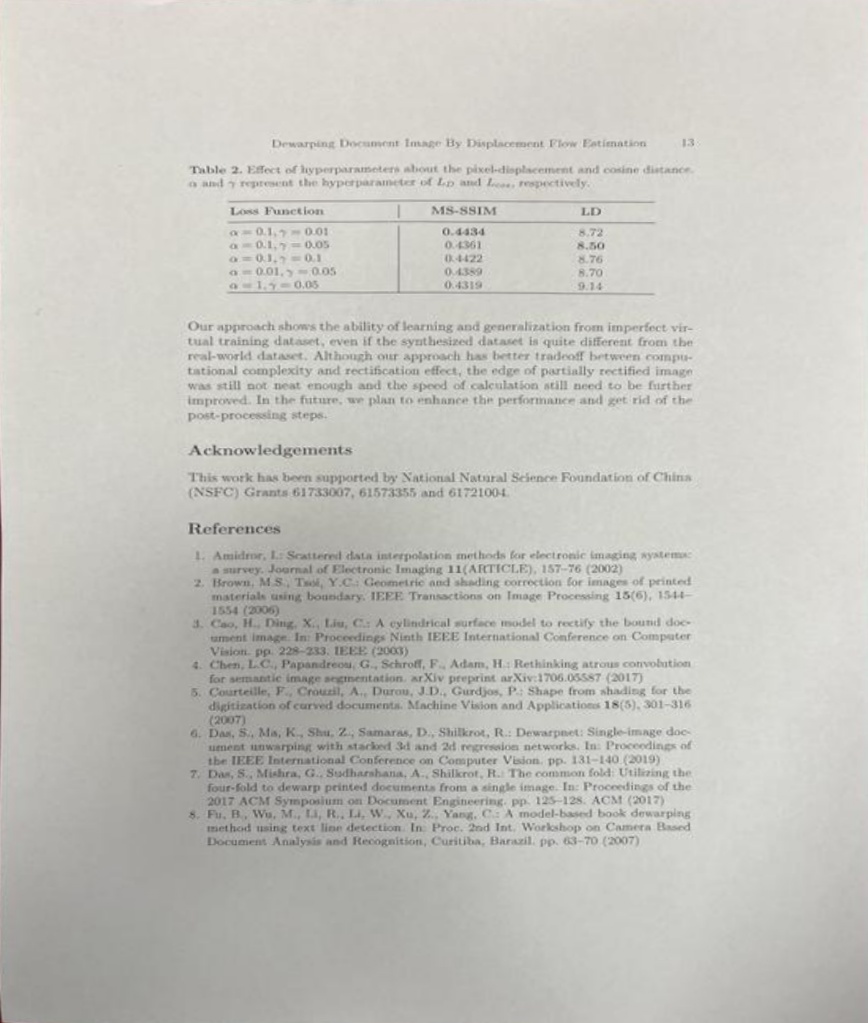 Dewarping Document Image By Displacement Flow Estimation 13
Table 2. Effect of hyperparameters about the pixel-displacement and cosine distance.
α and γ represent the hyperparameter of L_D and L_cos, respectively.
Loss Function | MS-SSIM LD
α = 0.1, γ = 0.01 0.4434 8.72
α = 0.1, γ = 0.05 0.4361 8.50
α = 0.1, γ = 0.1 0.4422 8.76
α = 0.01, γ = 0.05 0.4389 8.70
α = 1, γ = 0.05 0.4319 9.14
Our approach shows the ability of learning and generalization from imperfect vir-
tual training dataset, even if the synthesized dataset is quite different from the
real-world dataset. Although our approach has better tradeoff between compu-
tational complexity and rectification effect, the edge of partially rectified image
was still not neat enough and the speed of calculation still need to be further
improved. In the future, we plan to enhance the performance and get rid of the
post-processing steps.
Acknowledgements
This work has been supported by National Natural Science Foundation of China
(NSFC) Grants 61733007, 61573355 and 61721004.
References
1. Amidror, I.: Scattered data interpolation methods for electronic imaging systems:
a survey. Journal of Electronic Imaging 11(ARTICLE), 157–76 (2002)
2. Brown, M.S., Tsoi, Y.C.: Geometric and shading correction for images of printed
materials using boundary. IEEE Transactions on Image Processing 15(6), 1544–
1554 (2006)
3. Cao, H., Ding, X., Liu, C.: A cylindrical surface model to rectify the bound doc-
ument image. In: Proceedings Ninth IEEE International Conference on Computer
Vision. pp. 228–233. IEEE (2003)
4. Chen, L.C., Papandreou, G., Schroff, F., Adam, H.: Rethinking atrous convolution
for semantic image segmentation. arXiv preprint arXiv:1706.05587 (2017)
5. Courteille, F., Crouzil, A., Durou, J.D., Gurdjos, P.: Shape from shading for the
digitization of curved documents. Machine Vision and Applications 18(5), 301–316
(2007)
6. Das, S., Ma, K., Shu, Z., Samaras, D., Shilkrot, R.: Dewarpnet: Single-image doc-
ument unwarping with stacked 3d and 2d regression networks. In: Proceedings of
the IEEE International Conference on Computer Vision. pp. 131–140 (2019)
7. Das, S., Mishra, G., Sudharshana, A., Shilkrot, R.: The common fold: Utilizing the
four-fold to dewarp printed documents from a single image. In: Proceedings of the
2017 ACM Symposium on Document Engineering. pp. 125–128. ACM (2017)
8. Fu, B., Wu, M., Li, R., Li, W., Xu, Z., Yang, C.: A model-based book dewarping
method using text line detection. In: Proc. 2nd Int. Workshop on Camera Based
Document Analysis and Recognition, Curitiba, Barazil. pp. 63–70 (2007)